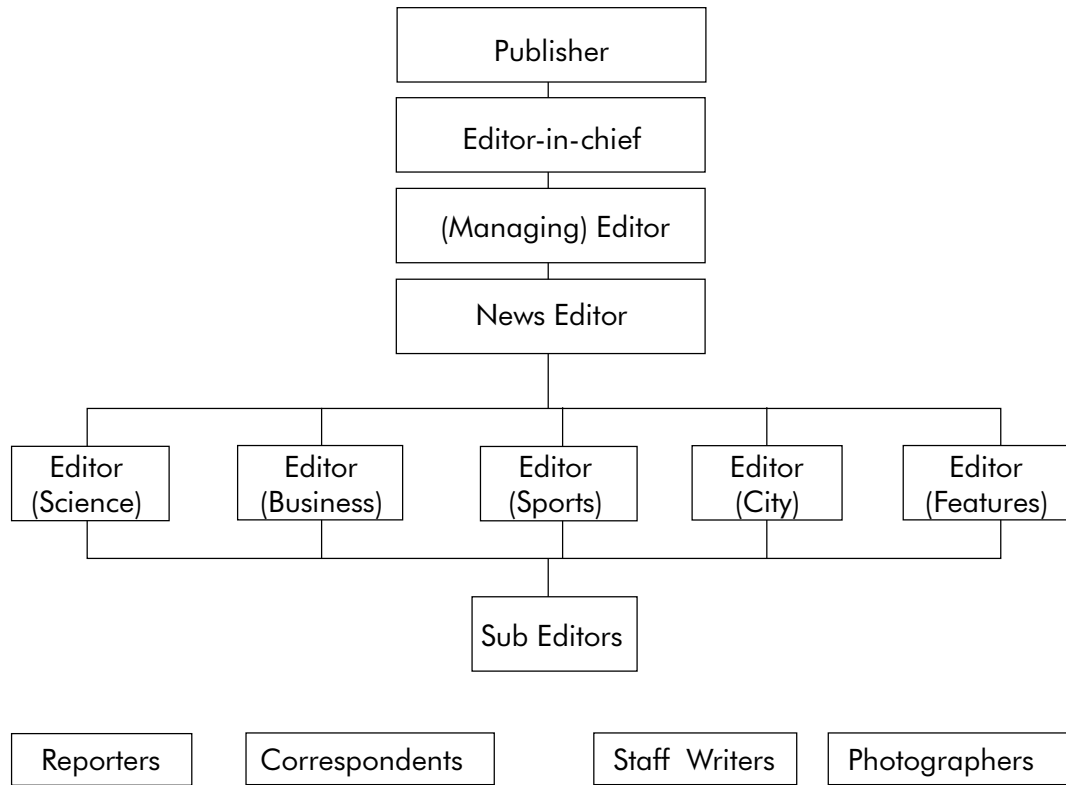 Publisher
Editor-in-chief
(Managing) Editor
News Editor
Editor
(Science)
Editor
(Business)
Editor
(Sports)
Editor
(City)
Editor
(Features)
Sub Editors
Reporters
Correspondents
Staff Writers
Photographers